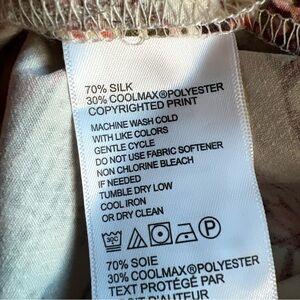 70% SILK
30% COOLMAX®POLYESTER
COPYRIGHTED PRINT
MACHINE WASH COLD
WITH LIKE COLORS
GENTLE CYCLE
DO NOT USE FABRIC SOFTENER
NON CHLORINE BLEACH
IF NEEDED
TUMBLE DRY LOW
COOL IRON
OR DRY CLEAN
P
70% SOIE
30% COOLMAX®POLYESTER
TEXT PROTÉGÉ PAR
D'AUTEUR